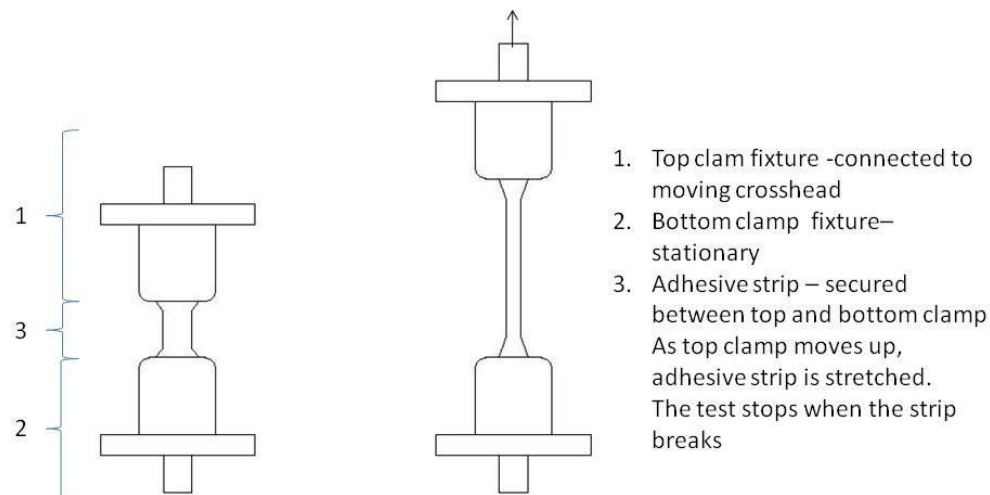 1
3
2
1. Top clam fixture -connected to
moving crosshead
2. Bottom clamp fixture–
stationary
3. Adhesive strip – secured
between top and bottom clamp
As top clamp moves up,
adhesive strip is stretched.
The test stops when the strip
breaks